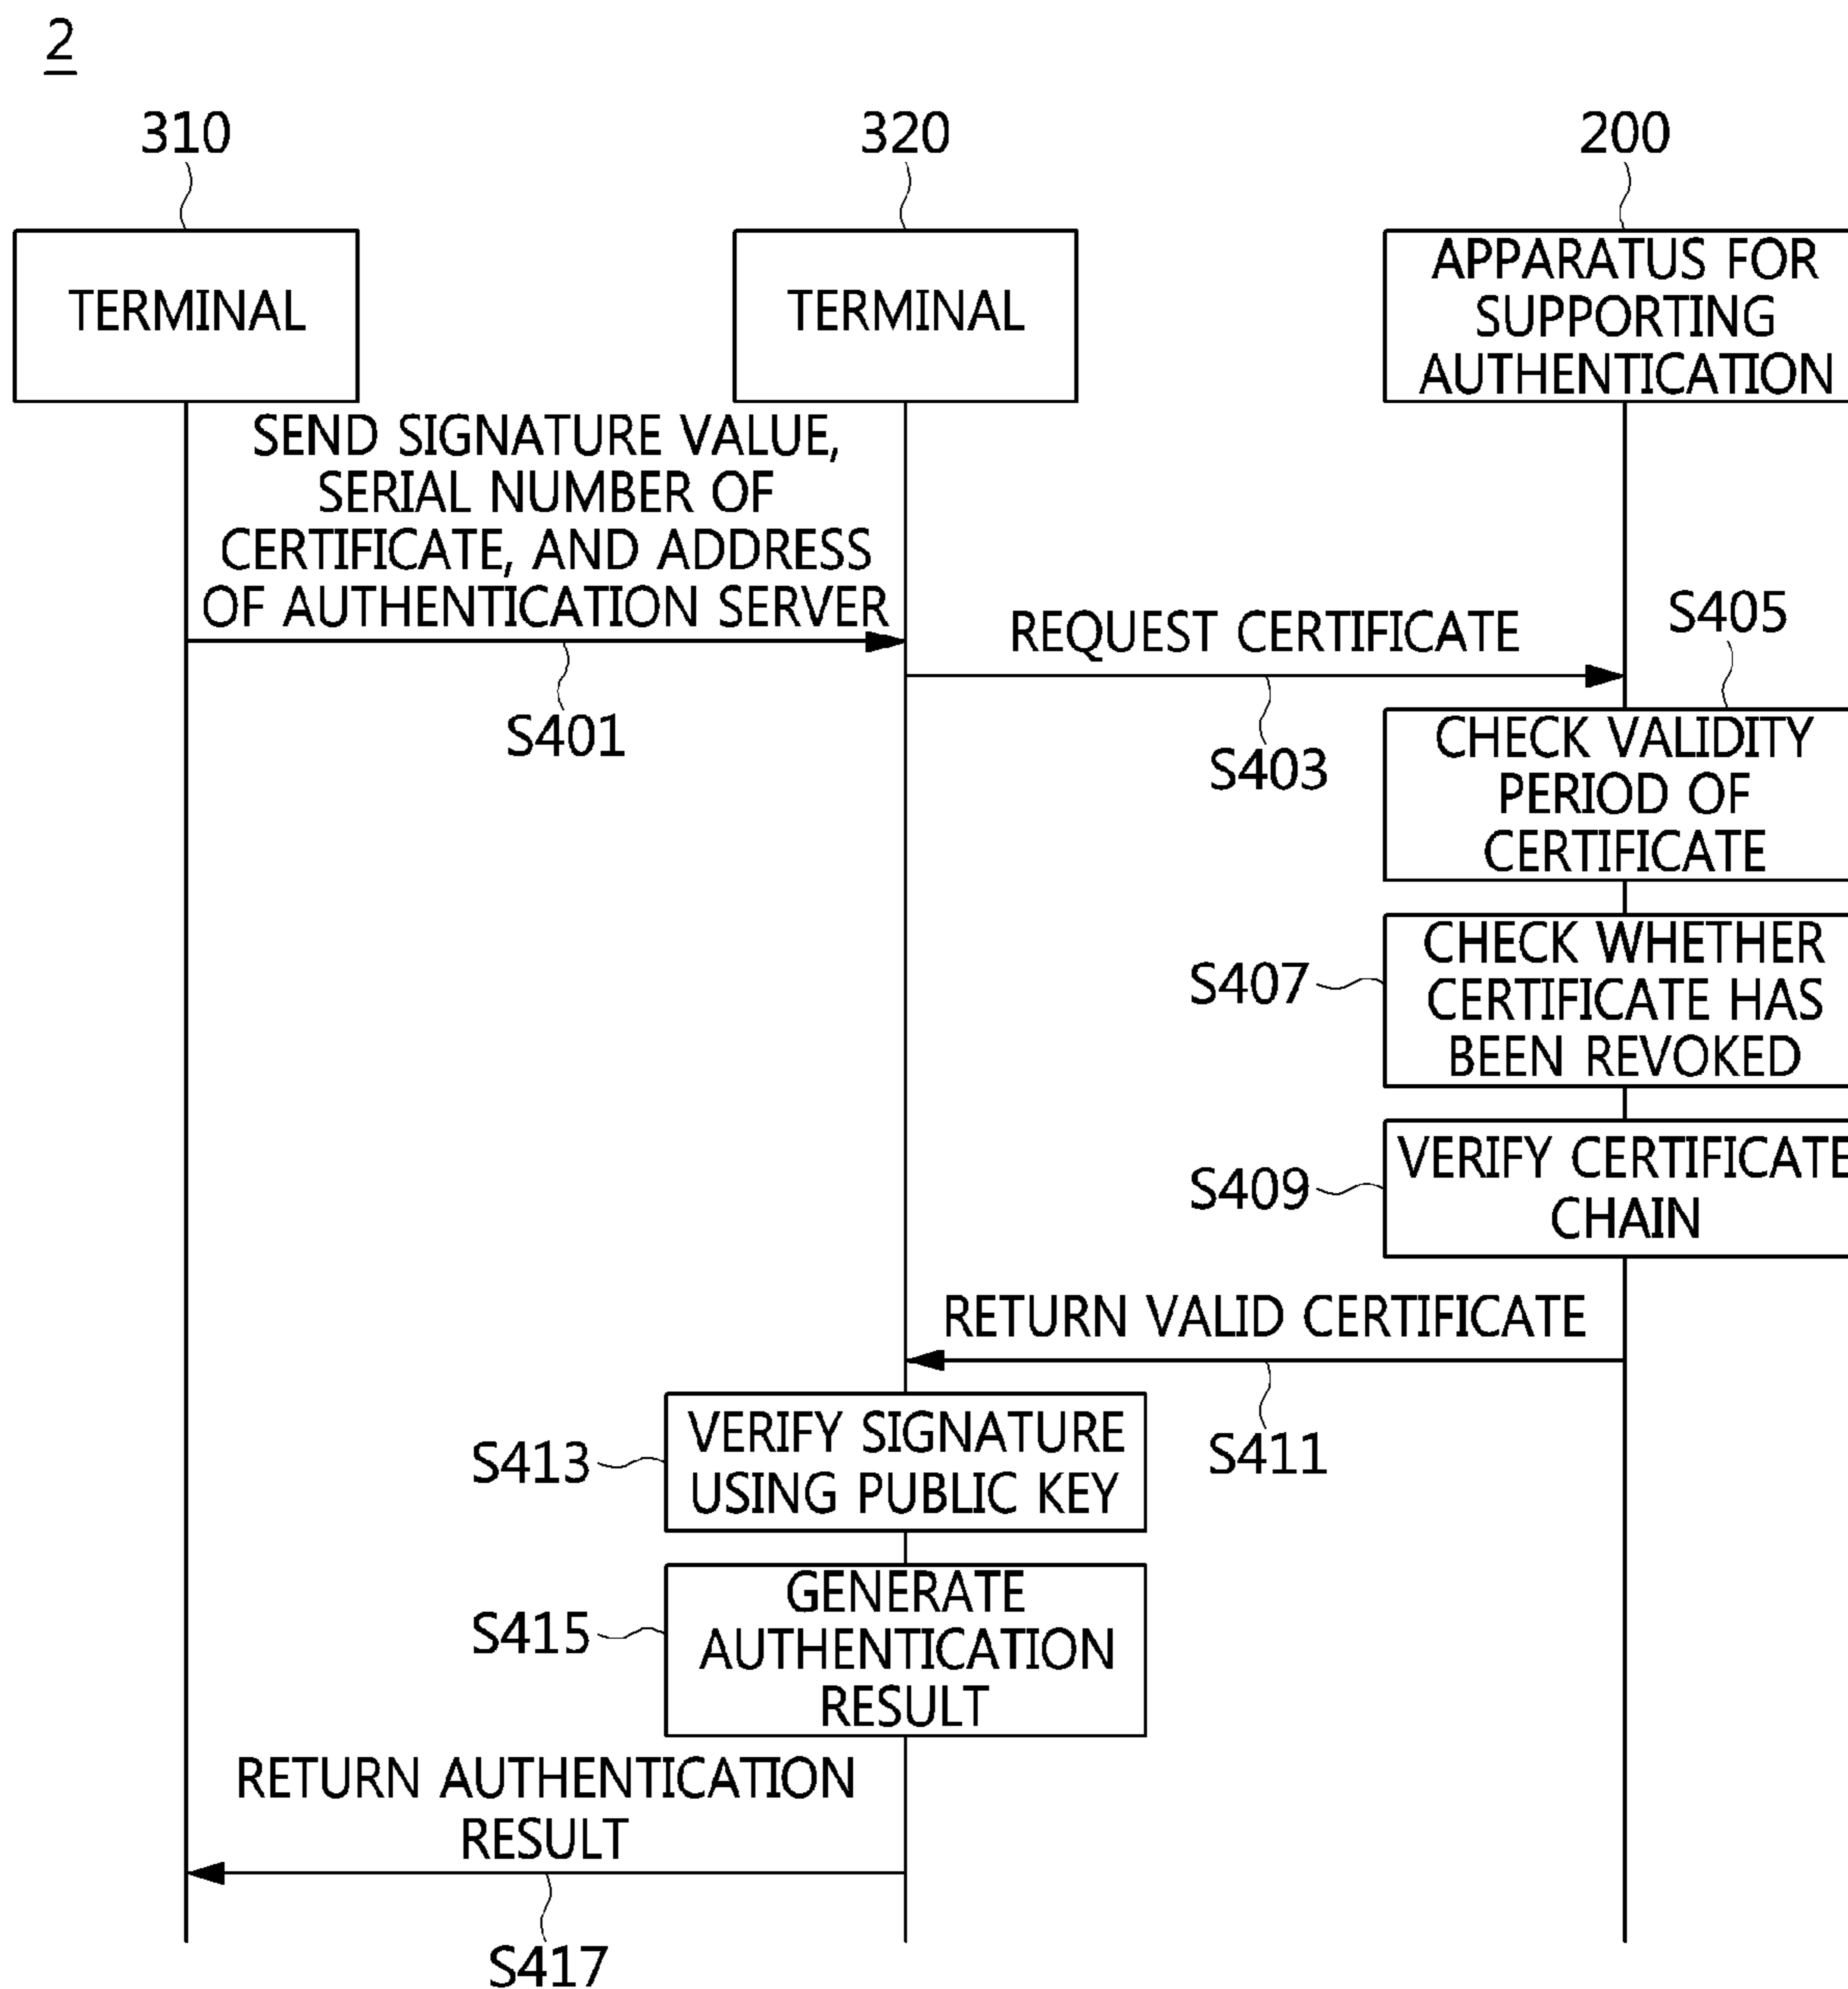 2
310
320
200
TERMINAL
TERMINAL
APPARATUS FOR
SUPPORTING
AUTHENTICATION
SEND SIGNATURE VALUE,
SERIAL NUMBER OF
CERTIFICATE, AND ADDRESS
OF AUTHENTICATION SERVER
S401
REQUEST CERTIFICATE
S403
S405
CHECK VALIDITY
PERIOD OF
CERTIFICATE
S407
CHECK WHETHER
CERTIFICATE HAS
BEEN REVOKED
S409
VERIFY CERTIFICATE
CHAIN
RETURN VALID CERTIFICATE
S411
S413
VERIFY SIGNATURE
USING PUBLIC KEY
S415
GENERATE
AUTHENTICATION
RESULT
RETURN AUTHENTICATION
RESULT
S417